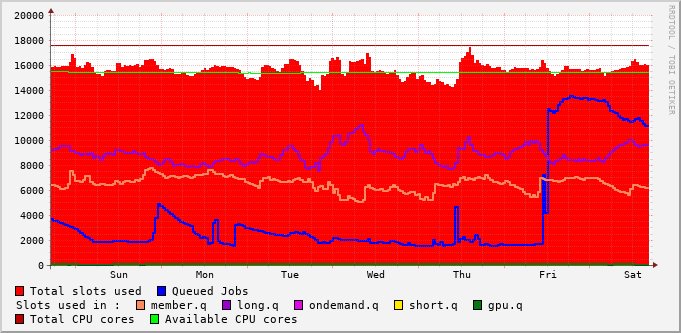 RRDTOOL / TOBI OETIKER
20000
18000
16000
14000
12000
10000
8000
6000
4000
2000
0
Sun Mon Tue Wed Thu Fri Sat
Total slots used Queued Jobs
Slots used in : member.q long.q ondemand.q short.q gpu.q
Total CPU cores Available CPU cores